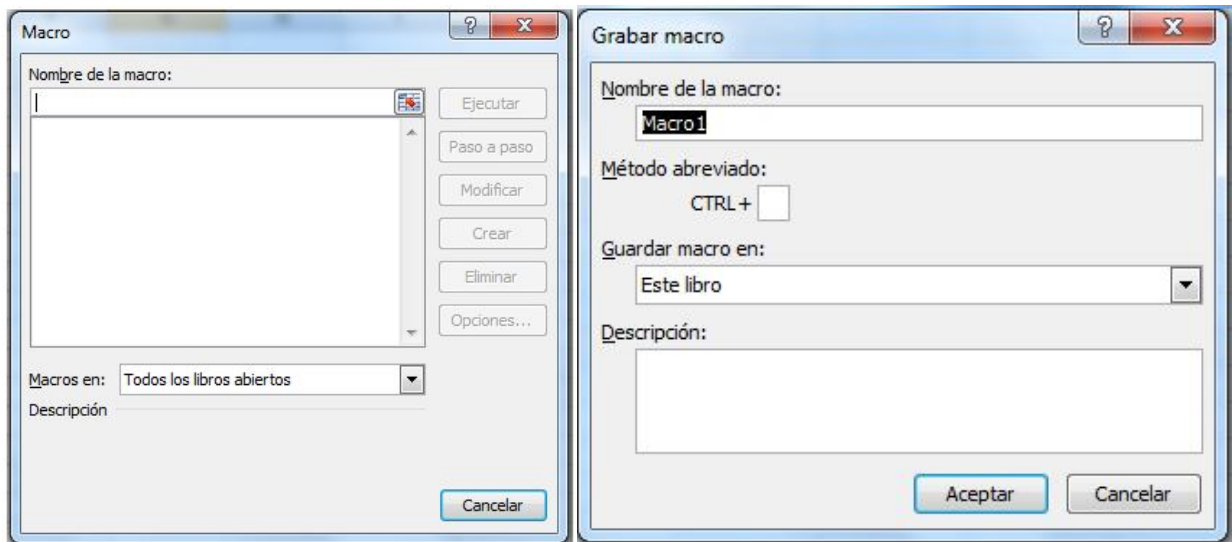 Macro
Nombre de la macro:
Ejecutar
Paso a paso
Modificar
Crear
Eliminar
Opciones...
Macros en: Todos los libros abiertos
Descripción
Cancelar
Grabar macro
Nombre de la macro:
Macro1
Método abreviado:
CTRL+
Guardar macro en:
Este libro
Descripción:
Aceptar Cancelar